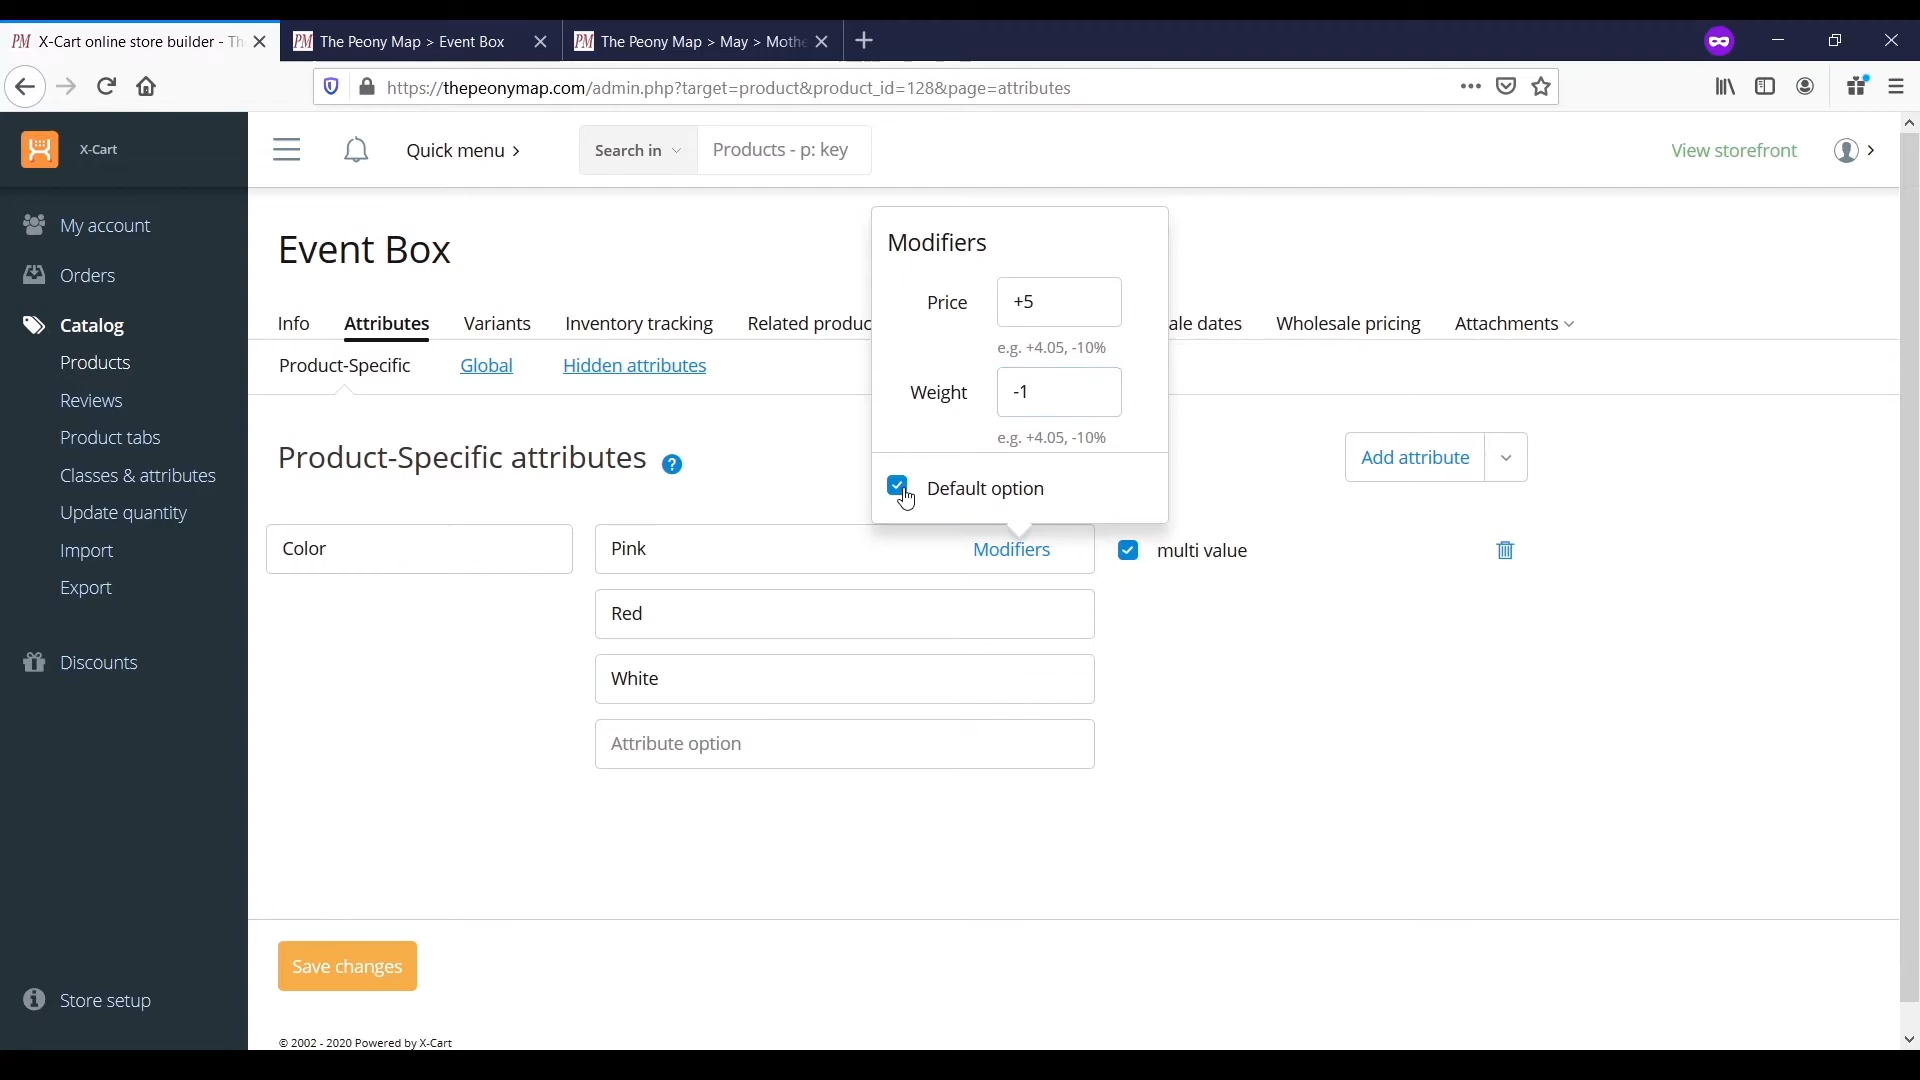 PM X-Cart online store builder - Th
PM The Peony Map > Event Box
PM The Peony Map > May > Mothe
https://thepeonymap.com/admin.php?target=product&product_id=128&page=attributes
X-Cart
Quick menu
Search in
Products - p: key
View storefront
My account
Orders
Catalog
Products
Reviews
Product tabs
Classes & attributes
Update quantity
Import
Export
Discounts
Store setup
Event Box
Info
Attributes
Variants
Inventory tracking
Related produc
ale dates
Wholesale pricing
Attachments
Product-Specific
Global
Hidden attributes
Modifiers
Price
+5
e.g. +4.05, -10%
Weight
-1
e.g. +4.05, -10%
Default option
Product-Specific attributes ?
Add attribute
Color
Pink
Modifiers
multi value
Red
White
Attribute option
Save changes
© 2002 - 2020 Powered by X-Cart